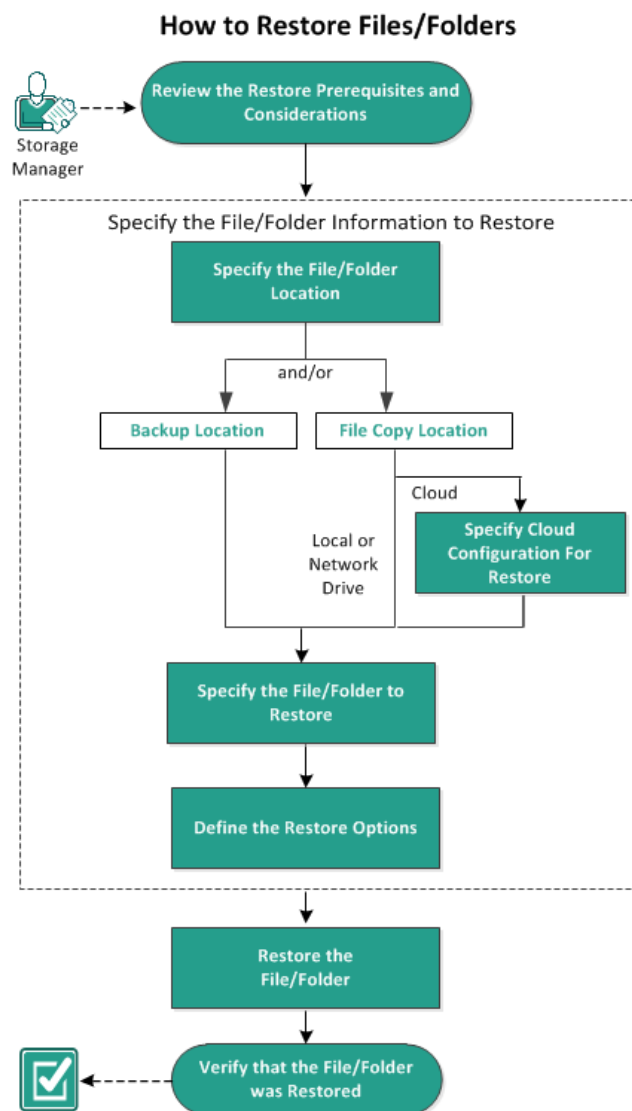 How to Restore Files/Folders
Review the Restore Prerequisites and
Considerations
Storage
Manager
Specify the File/Folder Information to Restore
Specify the File/Folder
Location
and/or
Backup Location
File Copy Location
Cloud
Local or
Network
Drive
Specify Cloud
Configuration For
Restore
Specify the File/Folder to
Restore
Define the Restore Options
Restore the
File/Folder
Verify that the File/Folder
was Restored